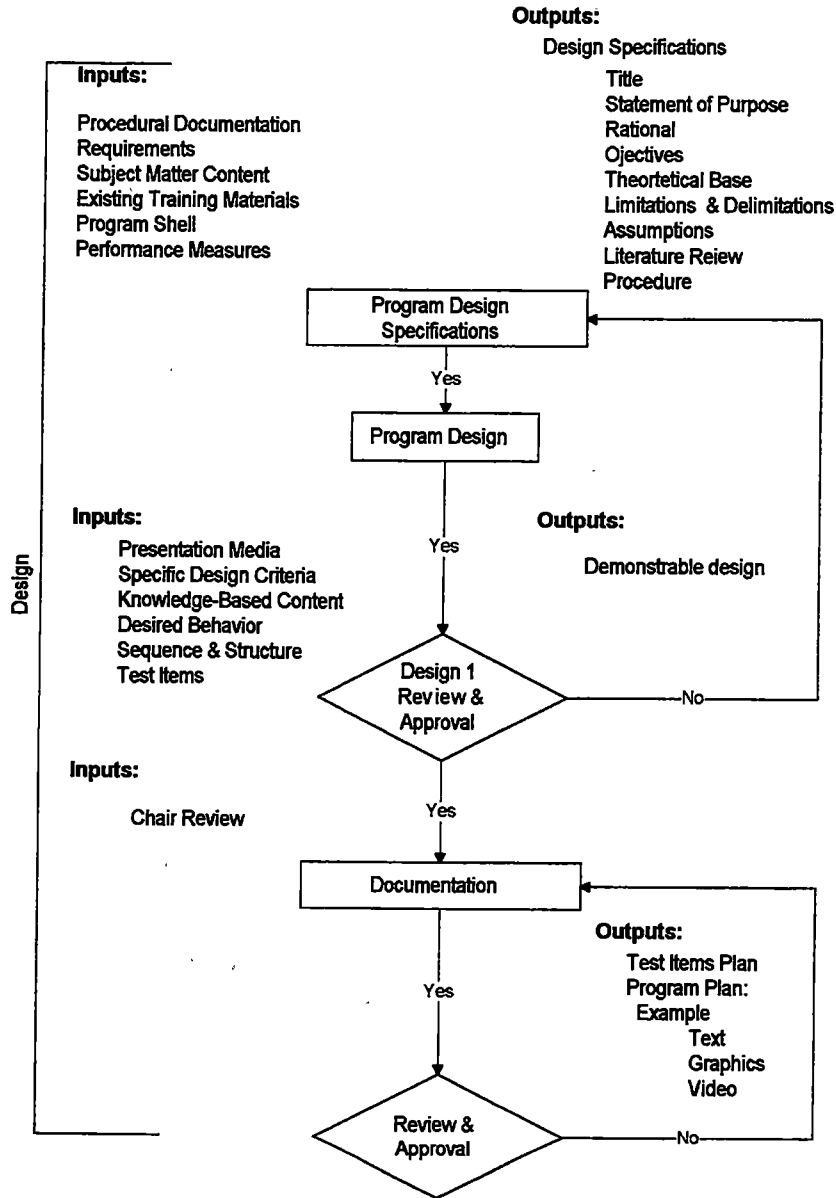 Outputs:
Design Specifications
Title
Statement of Purpose
Rational
Ojectives
Theortetical Base
Limitations & Delimitations
Assumptions
Literature Reiew
Procedure
Inputs:
Procedural Documentation
Requirements
Subject Matter Content
Existing Training Materials
Program Shell
Performance Measures
Program Design
Specifications
Yes
Program Design
Design
Inputs:
Presentation Media
Specific Design Criteria
Knowledge-Based Content
Desired Behavior
Sequence & Structure
Test Items
Yes
Outputs:
Demonstrable design
Design 1
Review &
Approval
No
Inputs:
Chair Review
Yes
Documentation
Outputs:
Test Items Plan
Program Plan:
Example
Text
Graphics
Video
Yes
Review &
Approval
No